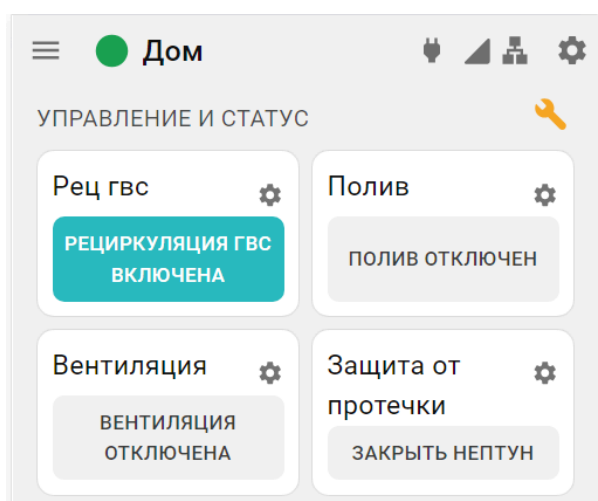 Дом
УПРАВЛЕНИЕ И СТАТУС
Рец гвс
РЕЦИРКУЛЯЦИЯ ГВС
ВКЛЮЧЕНА
Полив
ПОЛИВ ОТКЛЮЧЕН
Вентиляция
ВЕНТИЛЯЦИЯ
ОТКЛЮЧЕНА
Защита от
протечки
ЗАКРЫТЬ НЕПТУН